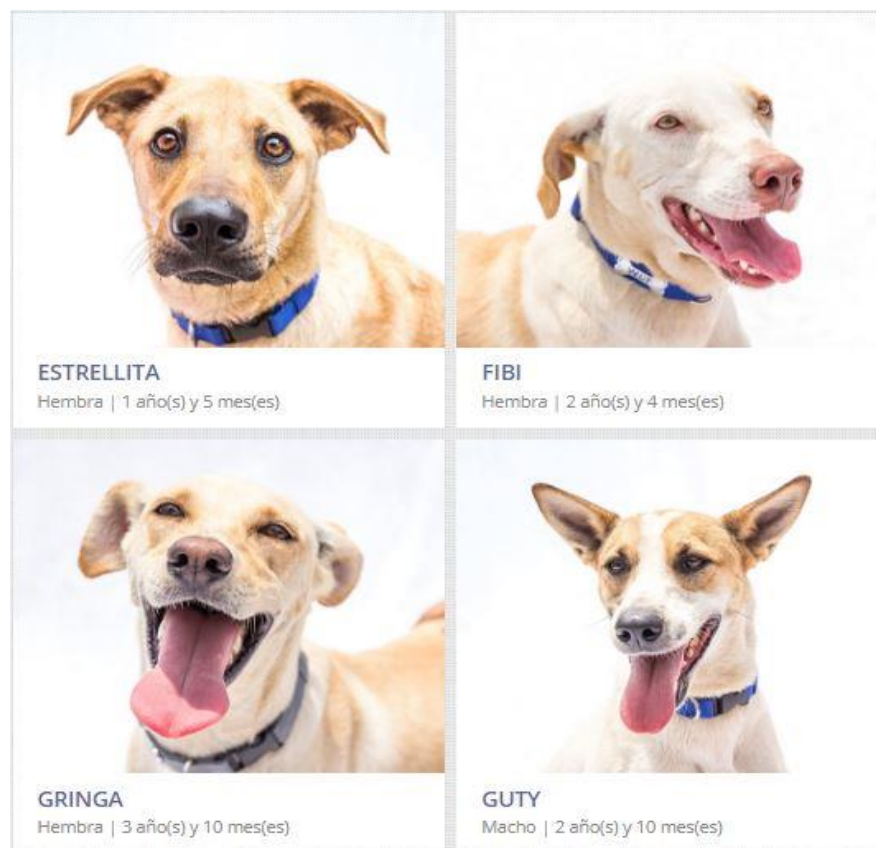 ESTRELLITA
Hembra | 1 año(s) y 5 mes(es)
FIBI
Hembra | 2 año(s) y 4 mes(es)
GRINGA
Hembra | 3 año(s) y 10 mes(es)
GUTY
Macho | 2 año(s) y 10 mes(es)